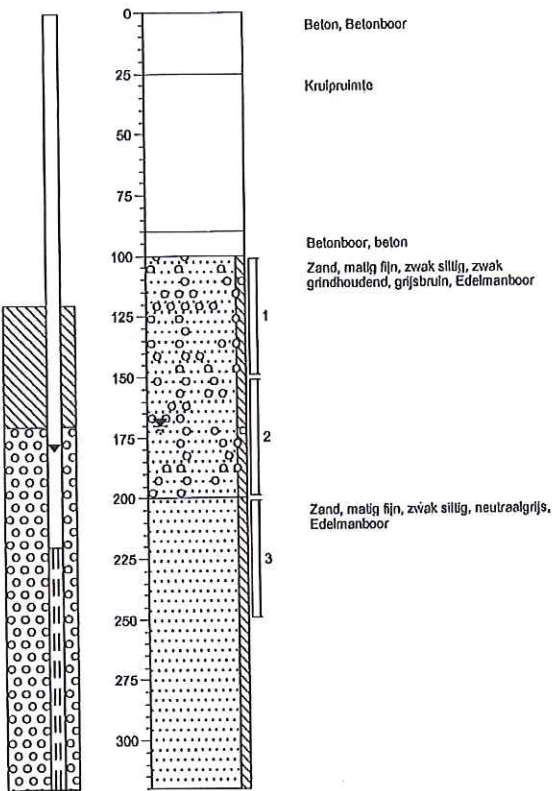 0
Beton, Betonboor
25
Kruipruimte
50
75
Betonboor, beton
100
Zand, matig fijn, zwak siltig, zwak
grindhoudend, grijsbruin, Edelmanboor
1
125
150
2
175
200
Zand, matig fijn, zwak siltig, neutraalgrijs,
Edelmanboor
225
3
250
275
300